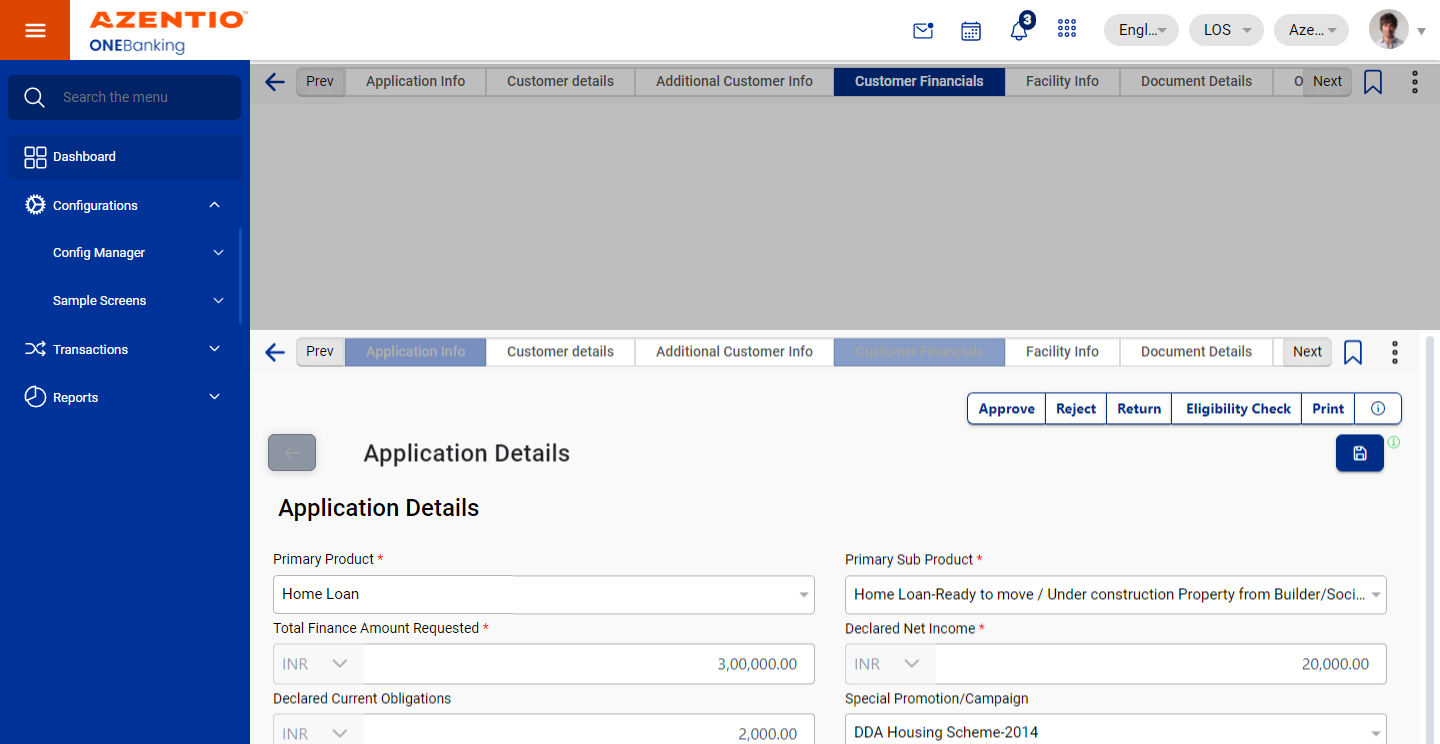 AZENTIO™
ONEBanking
3
Engl...
LOS
Aze...
Search the menu
Dashboard
Configurations
Config Manager
Sample Screens
Transactions
Reports
Prev
Application Info
Customer details
Additional Customer Info
Customer Financials
Facility Info
Document Details
O
Next
Prev
Application Info
Customer details
Additional Customer Info
Customer Financials
Facility Info
Document Details
Next
Approve
Reject
Return
Eligibility Check
Print
Application Details
Application Details
Primary Product *
Home Loan
Primary Sub Product *
Home Loan-Ready to move / Under construction Property from Builder/Soci...
Total Finance Amount Requested *
INR
3,00,000.00
Declared Net Income *
INR
20,000.00
Declared Current Obligations
INR
2,000.00
Special Promotion/Campaign
DDA Housing Scheme-2014